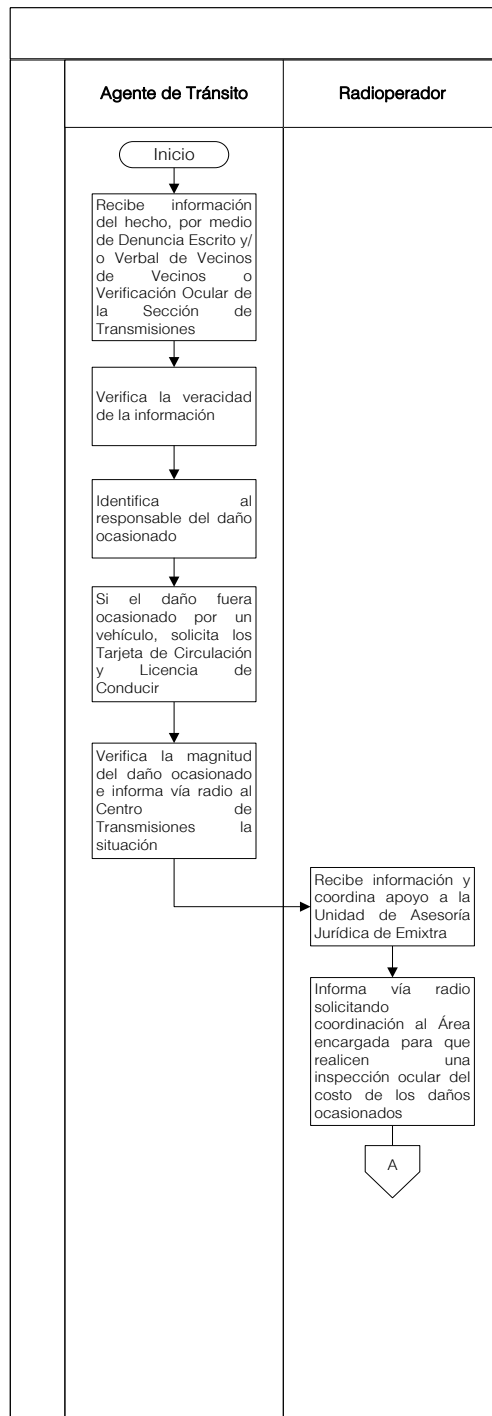 Agente de Tránsito
Radioperador
Inicio
Recibe información
del hecho, por medio
de Denuncia Escrito y/
o Verbal de Vecinos
de Vecinos o
Verificación Ocular de
la Sección de
Transmisiones
Verifica la veracidad
de la información
Identifica al
responsable del daño
ocasionado
Si el daño fuera
ocasionado por un
vehículo, solicita los
Tarjeta de Circulación
y Licencia de
Conducir
Verifica la magnitud
del daño ocasionado
e informa vía radio al
Centro de
Transmisiones la
situación
Recibe información y
coordina apoyo a la
Unidad de Asesoría
Jurídica de Emixtra
Informa vía radio
solicitando
coordinación al Área
encargada para que
realicen una
inspección ocular del
costo de los daños
ocasionados
A